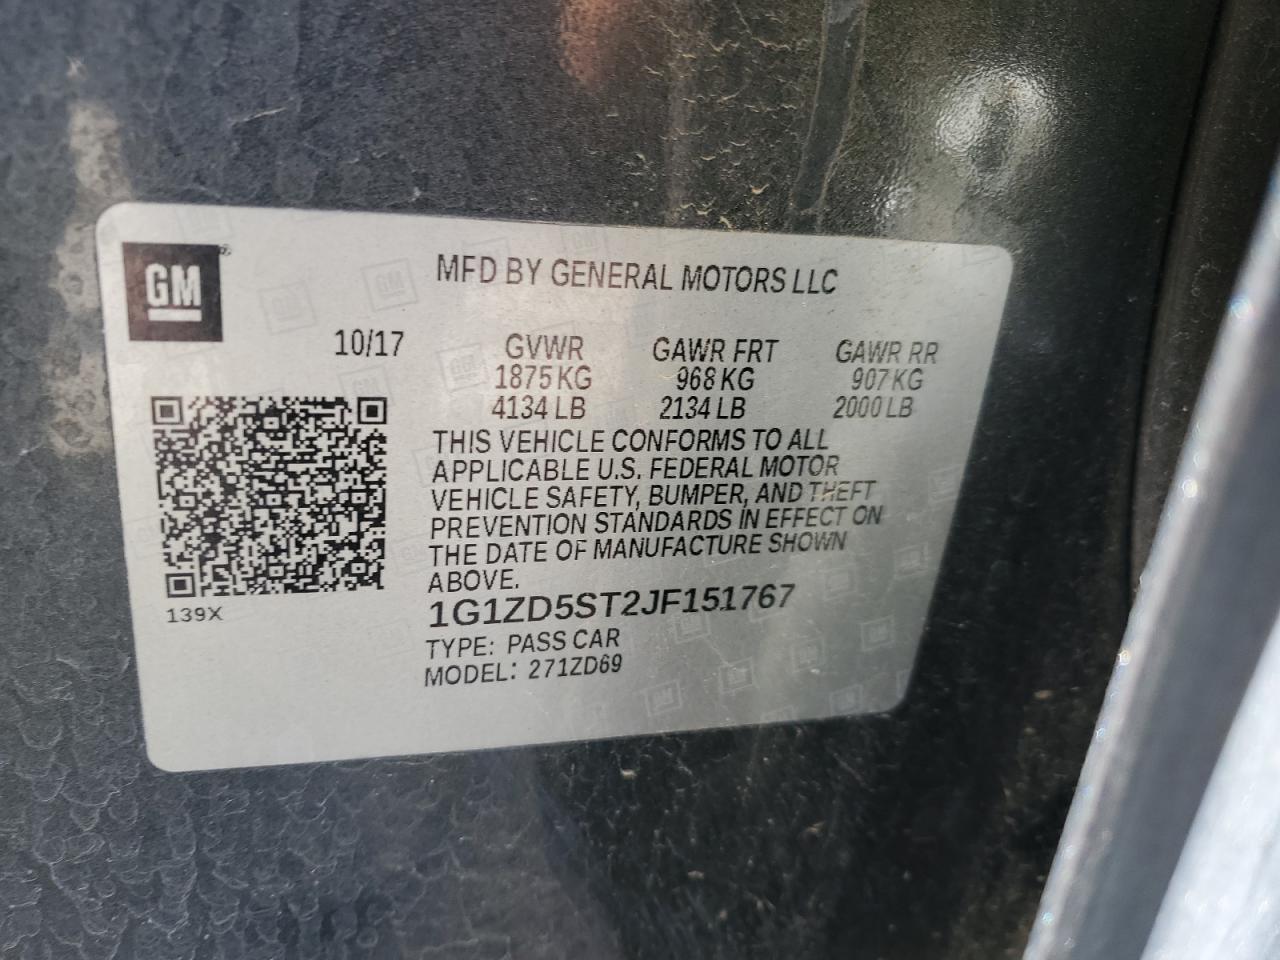 GM
MFD BY GENERAL MOTORS LLC
10/17
GVWR GAWR FRT GAWR RR
1875 KG 968 KG 907 KG
4134 LB 2134 LB 2000 LB
THIS VEHICLE CONFORMS TO ALL
APPLICABLE U.S. FEDERAL MOTOR
VEHICLE SAFETY, BUMPER, AND THEFT
PREVENTION STANDARDS IN EFFECT ON
THE DATE OF MANUFACTURE SHOWN
ABOVE.
139X
1G1ZD5ST2JF151767
TYPE: PASS CAR
MODEL: 271ZD69